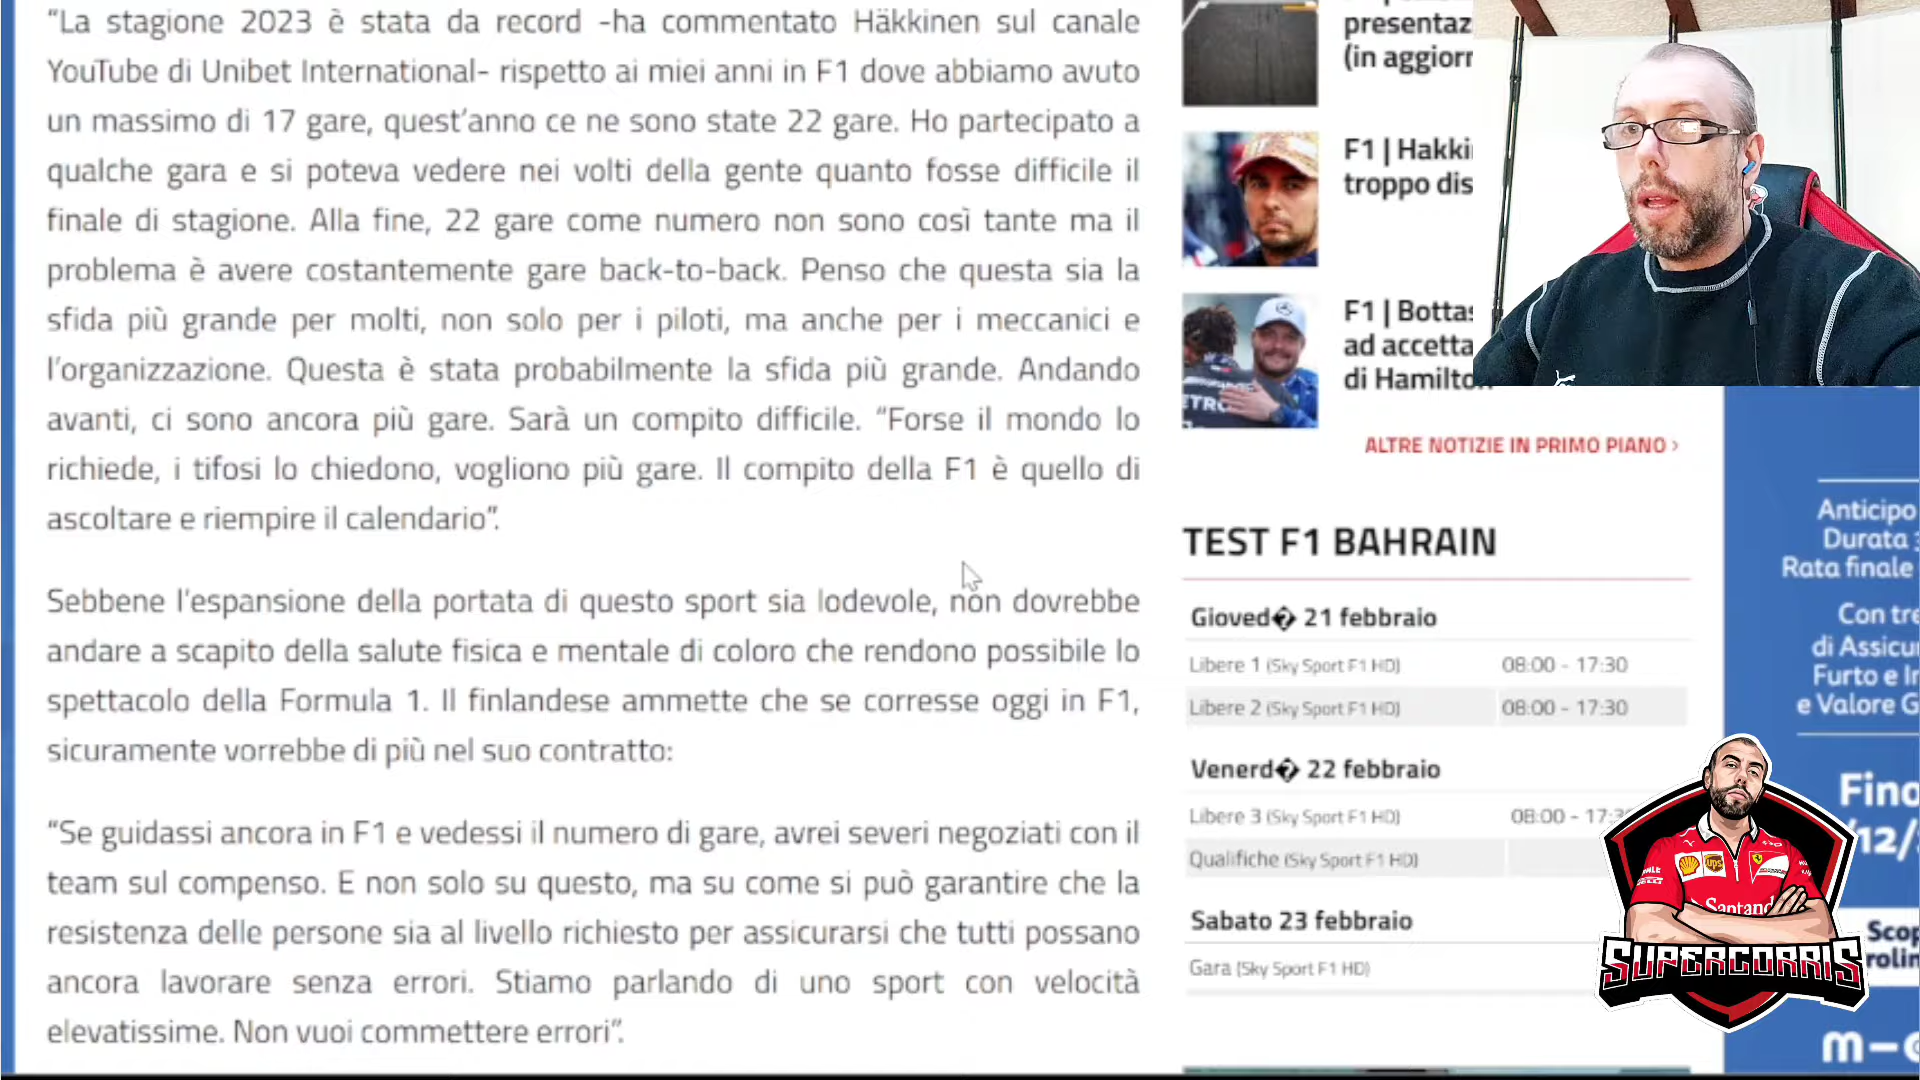 “La stagione 2023 è stata da record -ha commentato Häkkinen sul canale
YouTube di Unibet International- rispetto ai miei anni in F1 dove abbiamo avuto
un massimo di 17 gare, quest’anno ce ne sono state 22 gare. Ho partecipato a
qualche gara e si poteva vedere nei volti della gente quanto fosse difficile il
finale di stagione. Alla fine, 22 gare come numero non sono così tante ma il
problema è avere costantemente gare back-to-back. Penso che questa sia la
sfida più grande per molti, non solo per i piloti, ma anche per i meccanici e
l’organizzazione. Questa è stata probabilmente la sfida più grande. Andando
avanti, ci sono ancora più gare. Sarà un compito difficile. “Forse il mondo lo
richiede, i tifosi lo chiedono, vogliono più gare. Il compito della F1 è quello di
ascoltare e riempire il calendario”.
Sebbene l’espansione della portata di questo sport sia lodevole, non dovrebbe
andare a scapito della salute fisica e mentale di coloro che rendono possibile lo
spettacolo della Formula 1. Il finlandese ammette che se corresse oggi in F1,
sicuramente vorrebbe di più nel suo contratto:
“Se guidassi ancora in F1 e vedessi il numero di gare, avrei severi negoziati con il
team sul compenso. E non solo su questo, ma su come si può garantire che la
resistenza delle persone sia al livello richiesto per assicurarsi che tutti possano
ancora lavorare senza errori. Stiamo parlando di uno sport con velocità
elevatissime. Non vuoi commettere errori”.
presentaz
(in aggiorn
F1 | Hakki
troppo dis
F1 | Bottas
ad accetta
di Hamilton
ALTRE NOTIZIE IN PRIMO PIANO ›
TEST F1 BAHRAIN
Gioved� 21 febbraio
Libere 1 (Sky Sport F1 HD) 08:00 - 17:30
Libere 2 (Sky Sport F1 HD) 08:00 - 17:30
Venerd� 22 febbraio
Libere 3 (Sky Sport F1 HD) 08:00 - 17:3
Qualifiche (Sky Sport F1 HD)
Sabato 23 febbraio
Gara (Sky Sport F1 HD)
Anticipo
Durata 3
Rata finale
Con tre
di Assicu
Furto e In
e Valore G
Fino
/12/
Scop
rolin
m–
ups
Santand
SUPERCORRIS